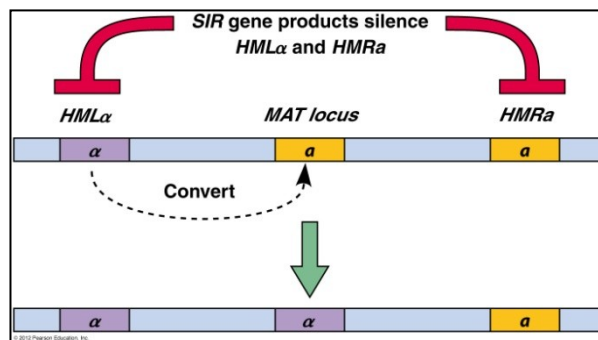 SIR gene products silence
HMLα and HMRa
HMLα
MAT locus
HMRa
α
a
a
Convert
α
α
a
© 2012 Pearson Education, Inc.